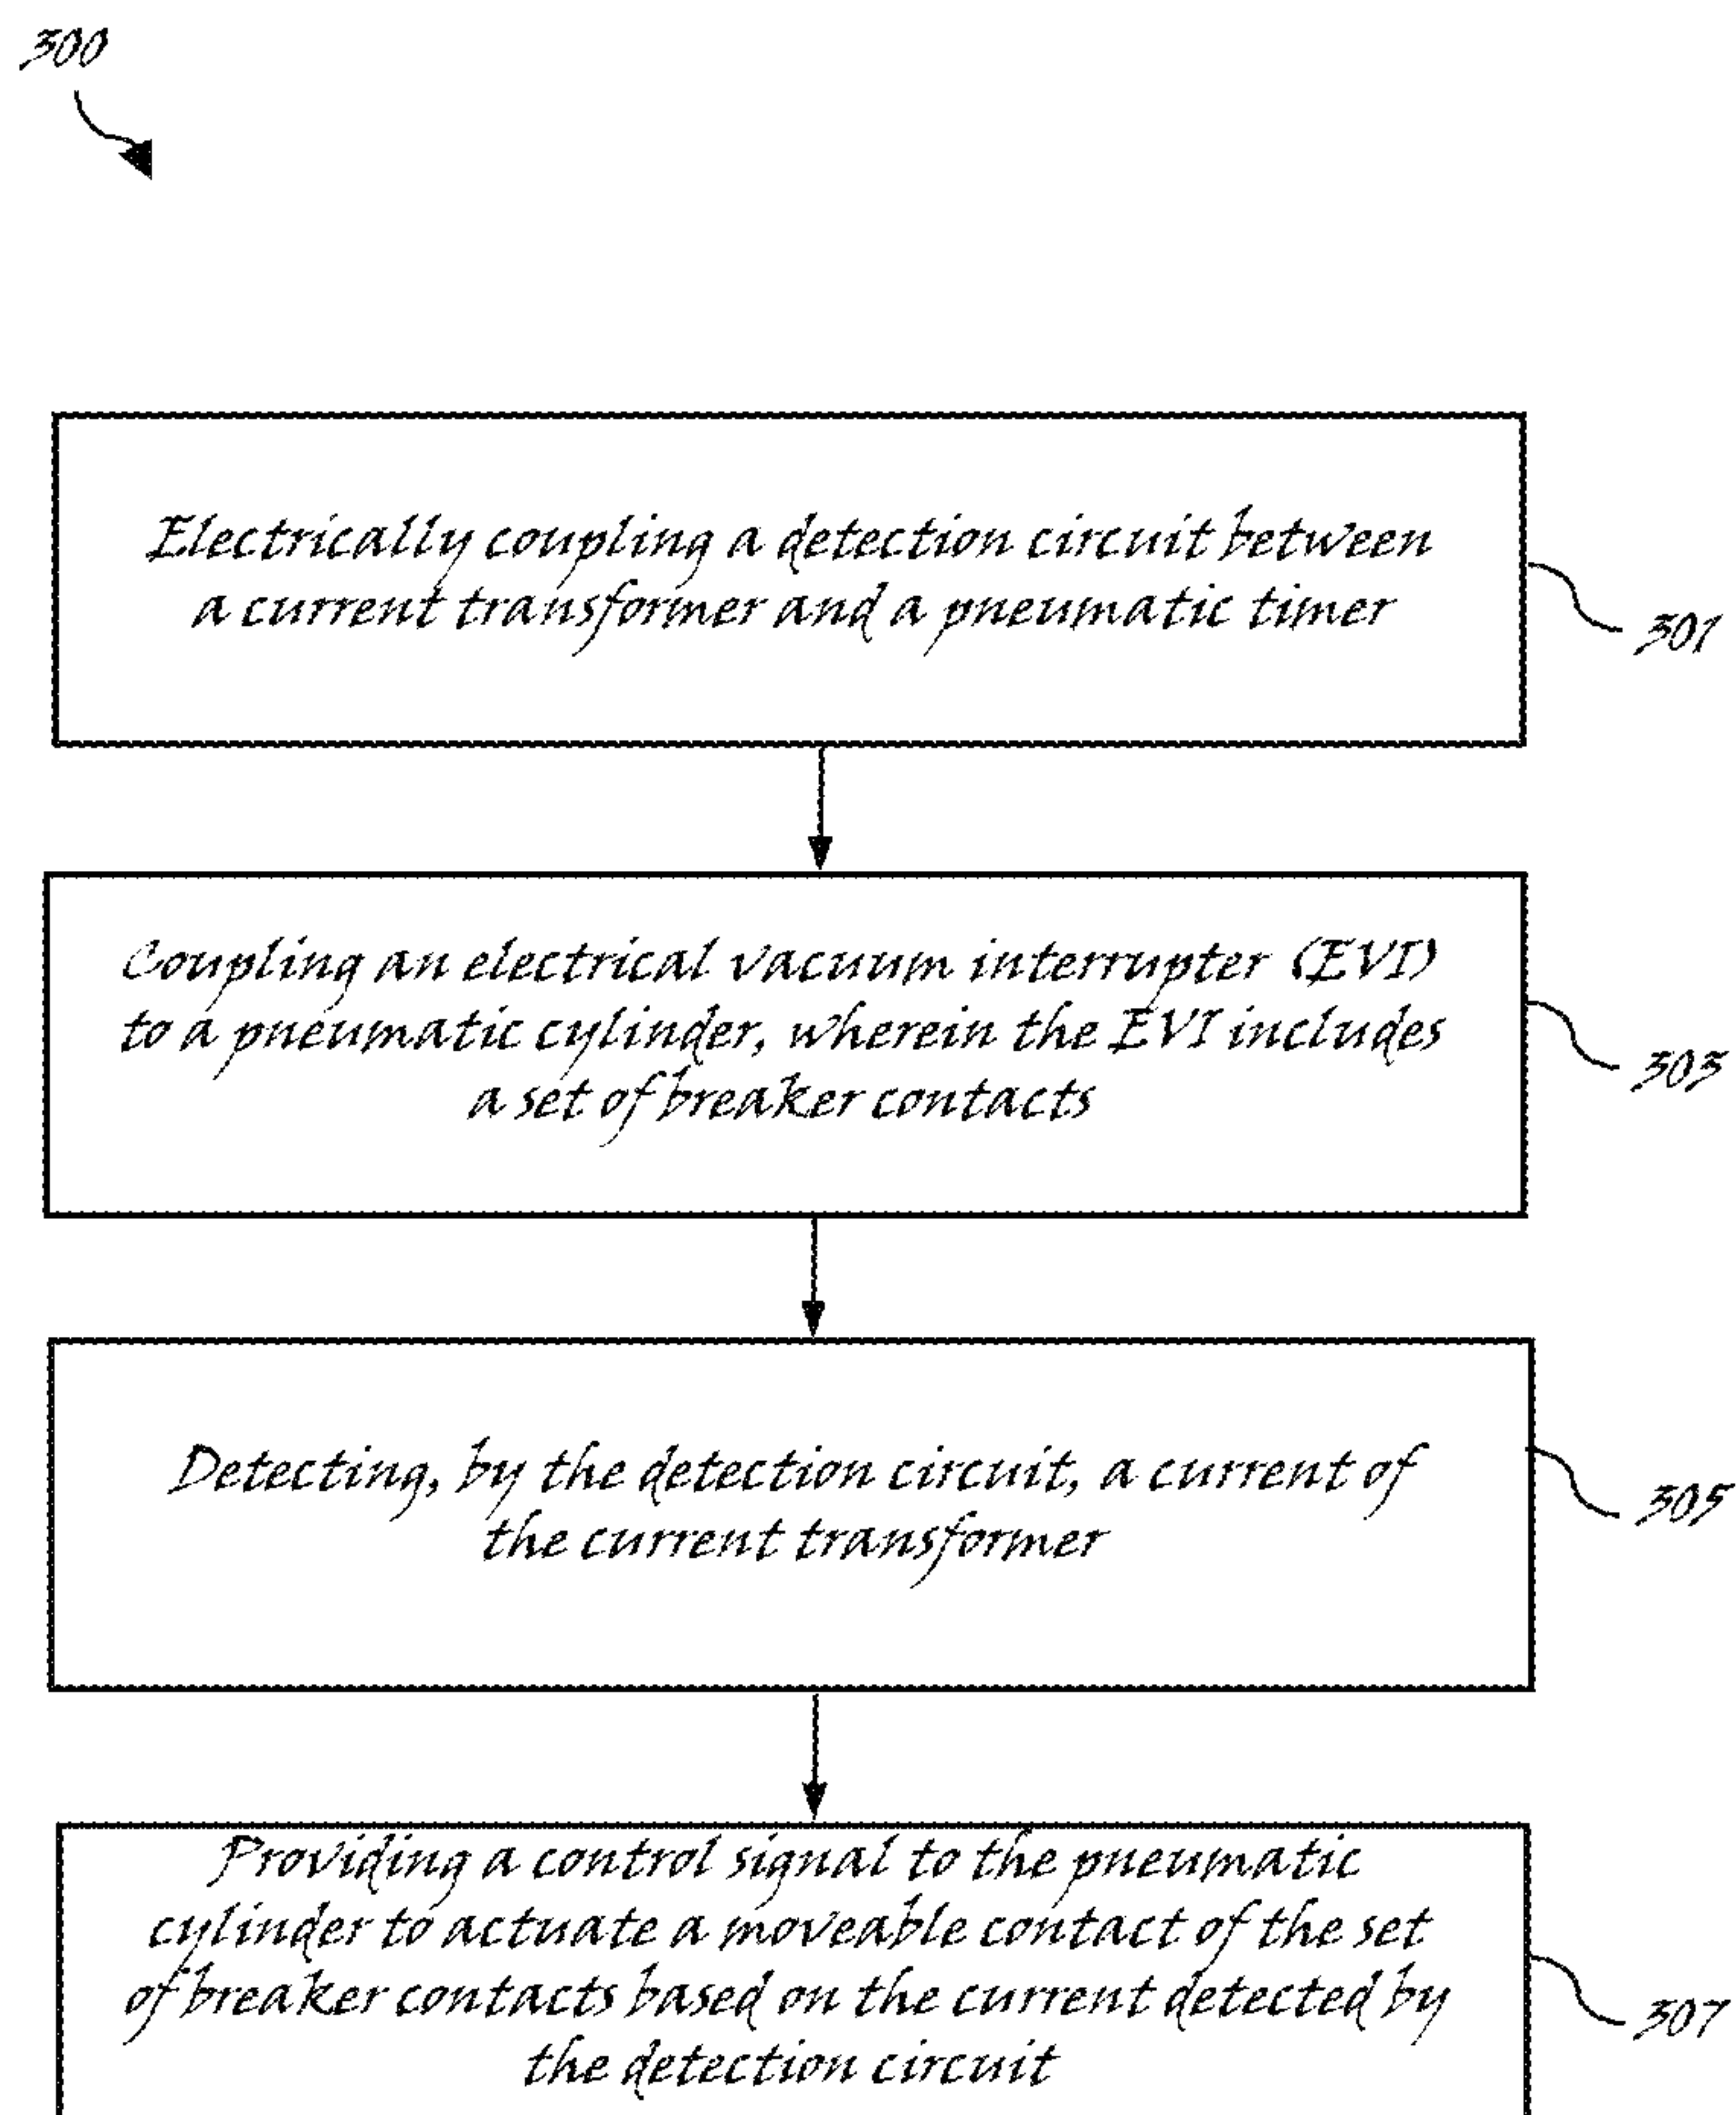 300
Electrically coupling a detection circuit between
a current transformer and a pneumatic timer
301
Coupling an electrical vacuum interrupter (EVI)
to a pneumatic cylinder, wherein the EVI includes
a set of breaker contacts
303
Detecting, by the detection circuit, a current of
the current transformer
305
Providing a control signal to the pneumatic
cylinder to actuate a moveable contact of the set
of breaker contacts based on the current detected by
the detection circuit
307